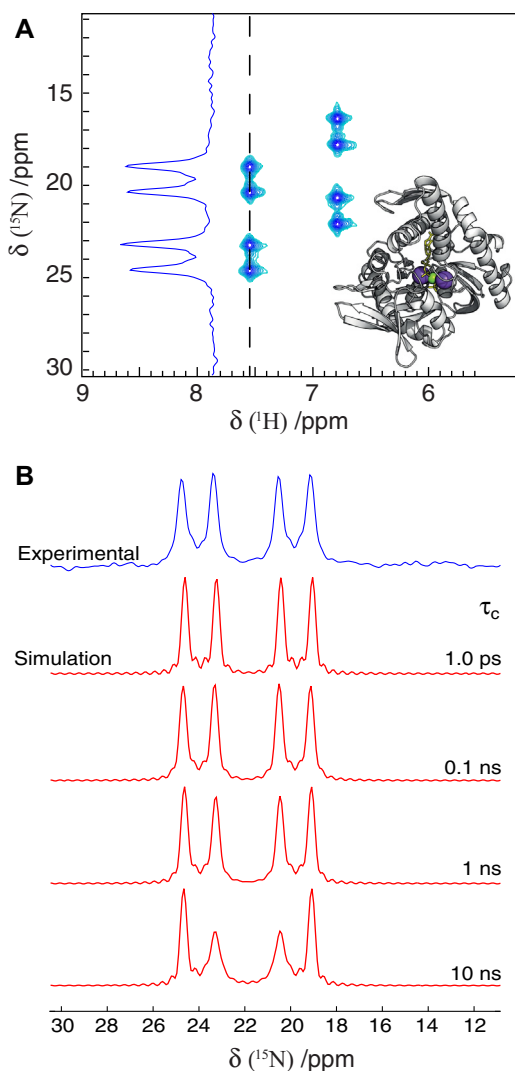 A
15
20
25
30
δ (¹⁵N) /ppm
9 8 7 6
δ (¹H) /ppm
B
Experimental
τc
Simulation
1.0 ps
0.1 ns
1 ns
10 ns
30 28 26 24 22 20 18 16 14 12
δ (¹⁵N) /ppm